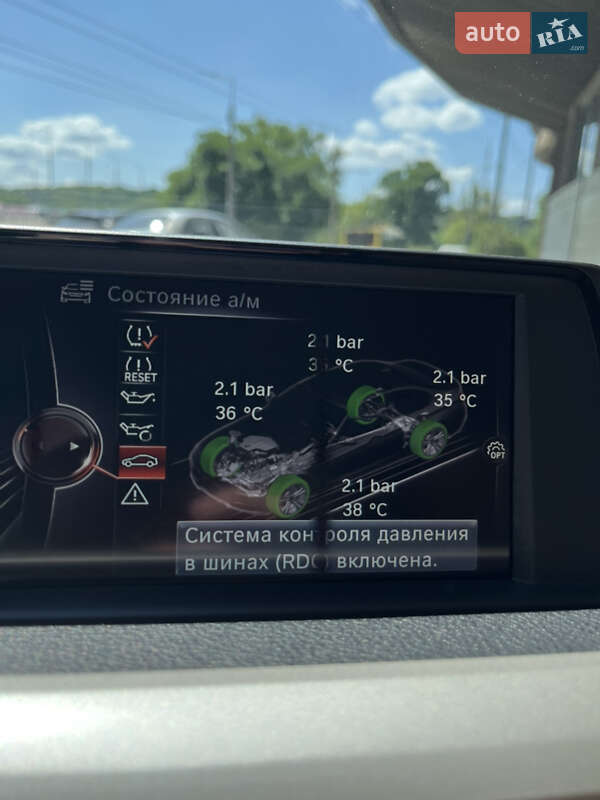 auto RIA
.com
Состояние а/м
2.1 bar
°C
2.1 bar
35 °C
2.1 bar
36 °C
RESET
OPT
2.1 bar
38 °C
Система контроля давления
в шинах (RDC) включена.